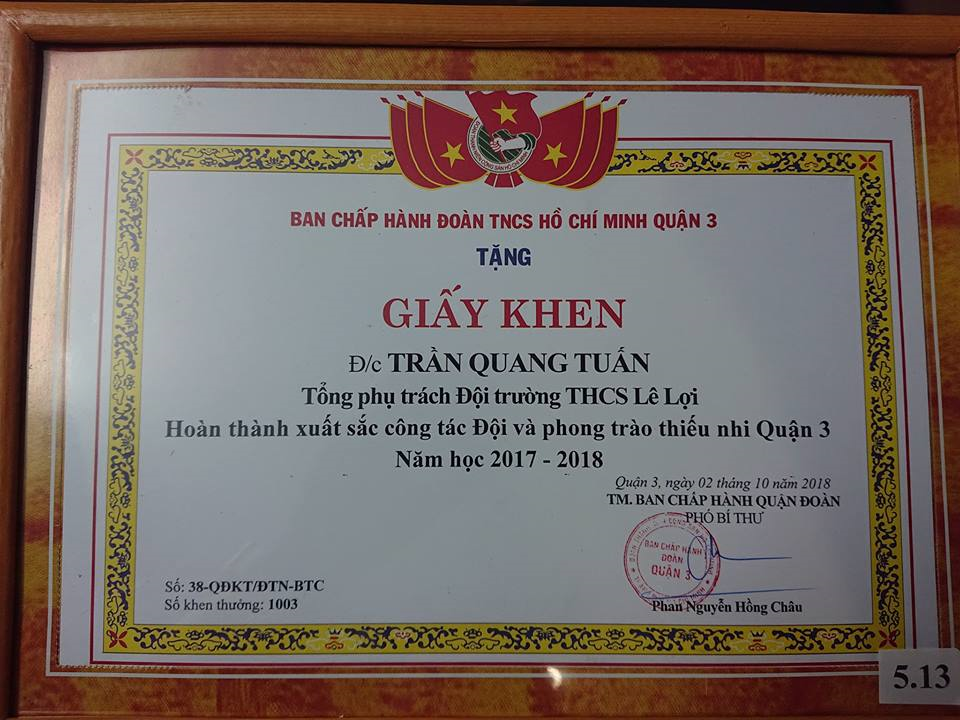 BAN CHẤP HÀNH ĐOÀN TNCS HỒ CHÍ MINH QUẬN 3
TẶNG
GIẤY KHEN
Đ/c TRẦN QUANG TUẤN
Tổng phụ trách Đội trường THCS Lê Lợi
Hoàn thành xuất sắc công tác Đội và phong trào thiếu nhi Quận 3
Năm học 2017 - 2018
Quận 3, ngày 02 tháng 10 năm 2018
TM. BAN CHẤP HÀNH QUẬN ĐOÀN
PHÓ BÍ THƯ
BAN CHẤP HÀNH
ĐOÀN
QUẬN 3
Phan Nguyễn Hồng Châu
Số: 38-QĐKT/ĐTN-BTC
Số khen thưởng: 1003
5.13